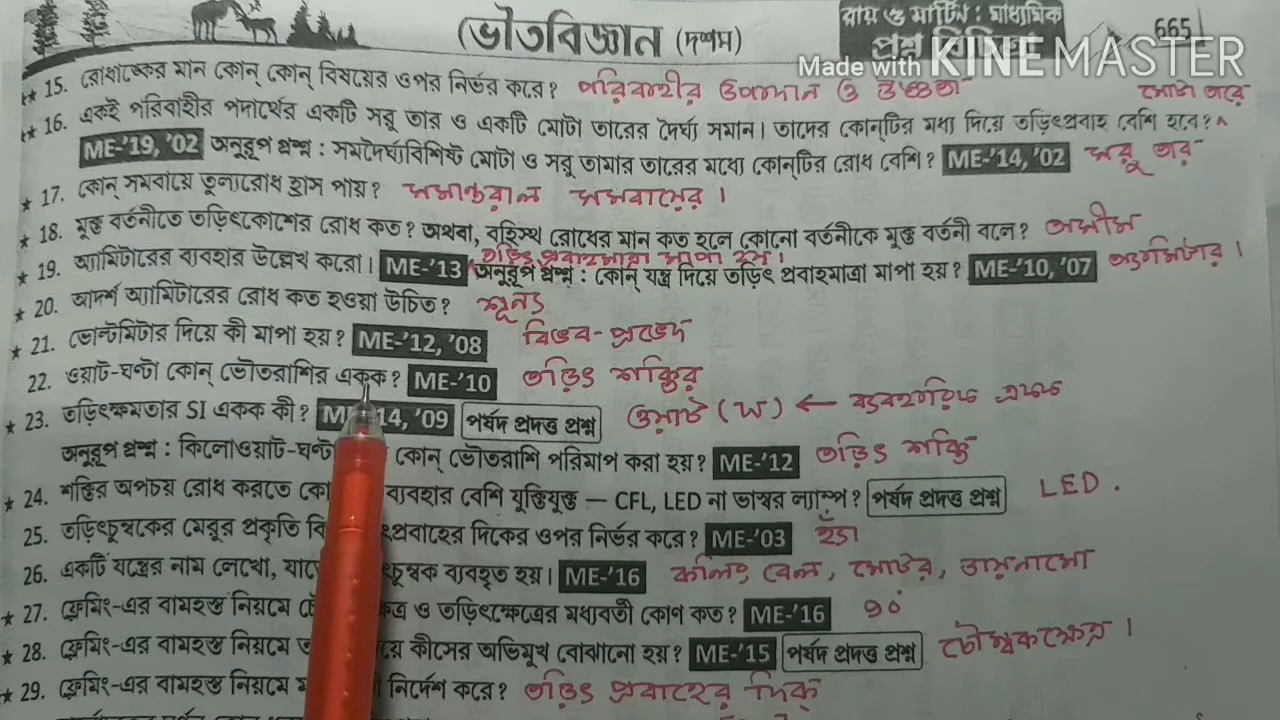 ভৌতবিজ্ঞান (দশম)
রায় ও মার্টিন : মাধ্যমিক
প্রশ্ন বিচিত্রা
665
Made with KINEMASTER
★★ 15. রোধাঙ্কের মান কোন্ কোন্ বিষয়ের ওপর নির্ভর করে? পরিবাহীর উপাদান ও উষ্ণতা
মোটা তারে
★★ 16. একই পরিবাহীর পদার্থের একটি সরু তার ও একটি মোটা তারের দৈর্ঘ্য সমান। তাদের কোন্‌টির মধ্য দিয়ে তড়িৎপ্রবাহ বেশি হবে?
ME-'19, '02 অনুরূপ প্রশ্ন : সমদৈর্ঘ্যবিশিষ্ট মোটা ও সরু তামার তারের মধ্যে কোন্‌টির রোধ বেশি? ME-'14, '02 সরু তার
★ 17. কোন্ সমবায়ে তুল্যরোধ হ্রাস পায়? সমান্তরাল সমবায়ের।
★ 18. মুক্ত বর্তনীতে তড়িৎকোশের রোধ কত? অথবা, বহিস্থ রোধের মান কত হলে কোনো বর্তনীকে মুক্ত বর্তনী বলে? অসীম
তড়িৎ প্রবাহমাত্রা মাপা হয়।
★ 19. অ্যামিটারের ব্যবহার উল্লেখ করো। ME-'13 অনুরূপ প্রশ্ন : কোন্ যন্ত্র দিয়ে তড়িৎ প্রবাহমাত্রা মাপা হয়? ME-'10, '07 অ্যামিটার।
★ 20. আদর্শ অ্যামিটারের রোধ কত হওয়া উচিত? শূন্য
★ 21. ভোল্টমিটার দিয়ে কী মাপা হয়? ME-'12, '08 বিভব-প্রভেদ
22. ওয়াট-ঘণ্টা কোন্ ভৌতরাশির একক? ME-'10 তড়িৎ শক্তির
★ 23. তড়িৎক্ষমতার SI একক কী? ME-'14, '09 পর্ষদ প্রদত্ত প্রশ্ন ওয়াট (W) ← ব্যবহারিক একক
অনুরূপ প্রশ্ন : কিলোওয়াট-ঘণ্টা কোন্ ভৌতরাশি পরিমাপ করা হয়? ME-'12 তড়িৎ শক্তি
★ 24. শক্তির অপচয় রোধ করতে কো ব্যবহার বেশি যুক্তিযুক্ত — CFL, LED না ভাস্বর ল্যাম্প? পর্ষদ প্রদত্ত প্রশ্ন LED .
25. তড়িৎচুম্বকের মেরুর প্রকৃতি কি প্রবাহের দিকের ওপর নির্ভর করে? ME-'03 হ্যাঁ
26. একটি যন্ত্রের নাম লেখো, যাতে চুম্বক ব্যবহৃত হয়। ME-'16 কলিং বেল, মোটর, ডায়নামো
★ 27. ফ্লেমিং-এর বামহস্ত নিয়মে চৌ ক্ষেত্র ও তড়িৎক্ষেত্রের মধ্যবর্তী কোণ কত? ME-'16 ৯০°
★ 28. ফ্লেমিং-এর বামহস্ত নিয়মে কীসের অভিমুখ বোঝানো হয়? ME-'15 পর্ষদ প্রদত্ত প্রশ্ন চৌম্বকক্ষেত্র।
★ 29. ফ্লেমিং-এর বামহস্ত নিয়মে নির্দেশ করে? তড়িৎ প্রবাহের দিক্